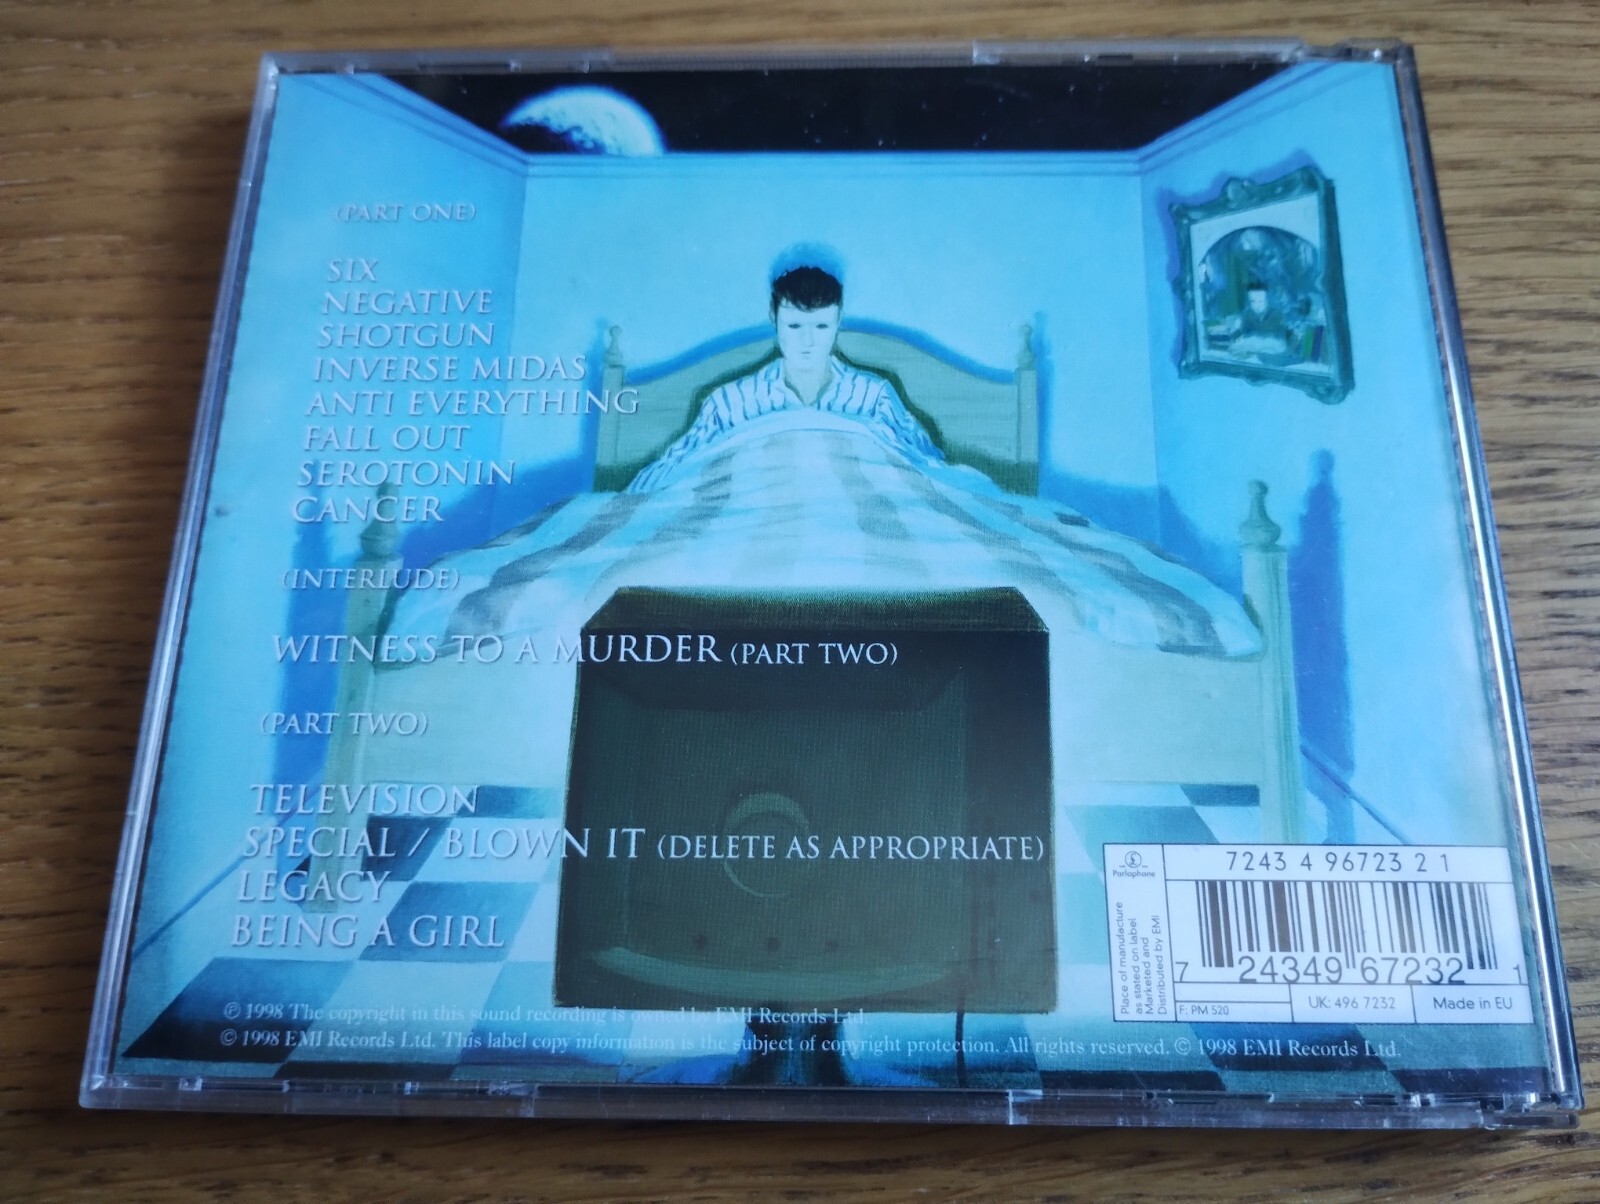 (PART ONE)
SIX
NEGATIVE
SHOTGUN
INVERSE MIDAS
ANTI EVERYTHING
FALL OUT
SEROTONIN
CANCER
(INTERLUDE)
WITNESS TO A MURDER (PART TWO)
(PART TWO)
TELEVISION
SPECIAL / BLOWN IT (DELETE AS APPROPRIATE)
LEGACY
BEING A GIRL
℗ 1998 The copyright in this sound recording is owned by EMI Records Ltd.
© 1998 EMI Records Ltd. This label copy information is the subject of copyright protection. All rights reserved. © 1998 EMI Records Ltd.
Parlophone
Place of manufacture
as stated on label
Marketed and
Distributed by EMI
7243 4 96723 2 1
7 24349 67232 1
F: PM 520
UK: 496 7232
Made in EU